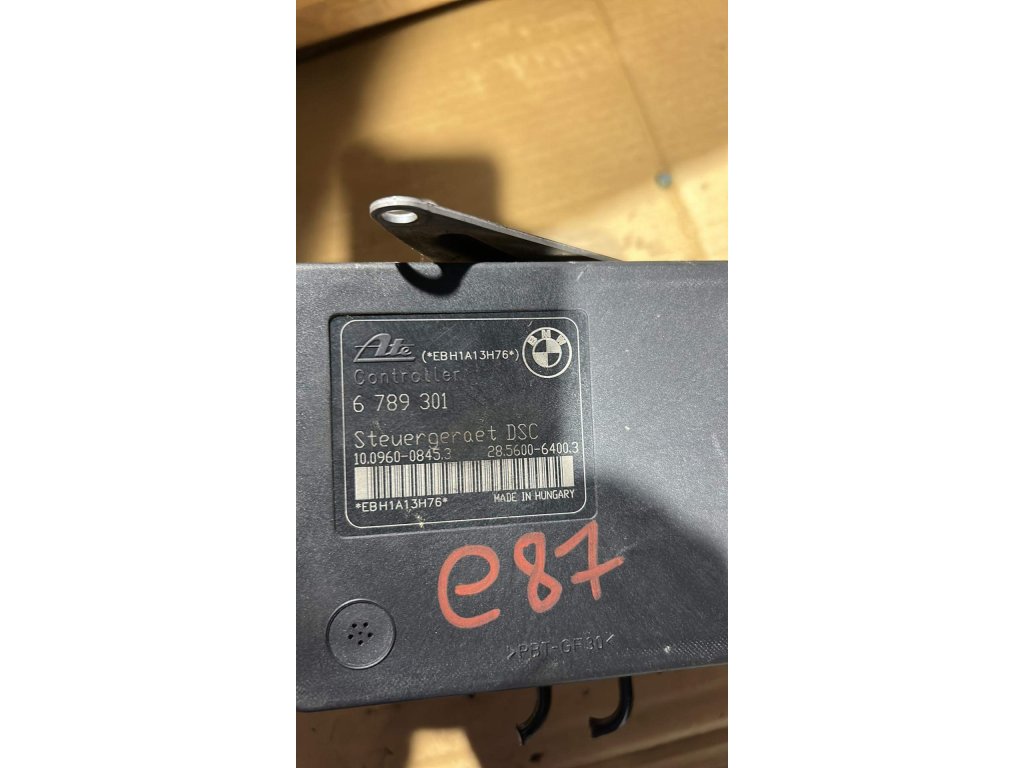 Ate (*EBH1A13H76*) BMW
Controller
6 789 301
Steuergeraet DSC
10.0960-0845.3 28.5600-6400.3
*EBH1A13H76* MADE IN HUNGARY
e87
>PBT-GF30<